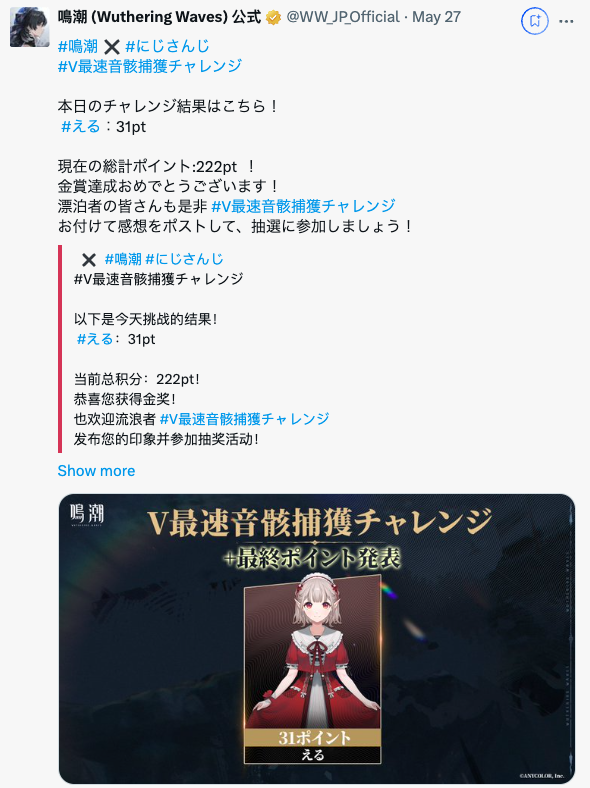 鳴潮 (Wuthering Waves) 公式 @WW_JP_Official · May 27
#鳴潮 ✖ #にじさんじ
#V最速音骸捕獲チャレンジ
本日のチャレンジ結果はこちら！
#える：31pt
現在の総計ポイント:222pt ！
金賞達成おめでとうございます！
漂泊者の皆さんも是非 #V最速音骸捕獲チャレンジ
お付けて感想をポストして、抽選に参加しましょう！
✖ #鳴潮 #にじさんじ
#V最速音骸捕獲チャレンジ
以下是今天挑战的结果！
#える：31pt
当前总积分：222pt！
恭喜您获得金奖！
也欢迎流浪者 #V最速音骸捕獲チャレンジ
发布您的印象并参加抽奖活动！
Show more
鳴潮
V最速音骸捕獲チャレンジ
+最終ポイント発表
31ポイント
える
©ANYCOLOR, Inc.